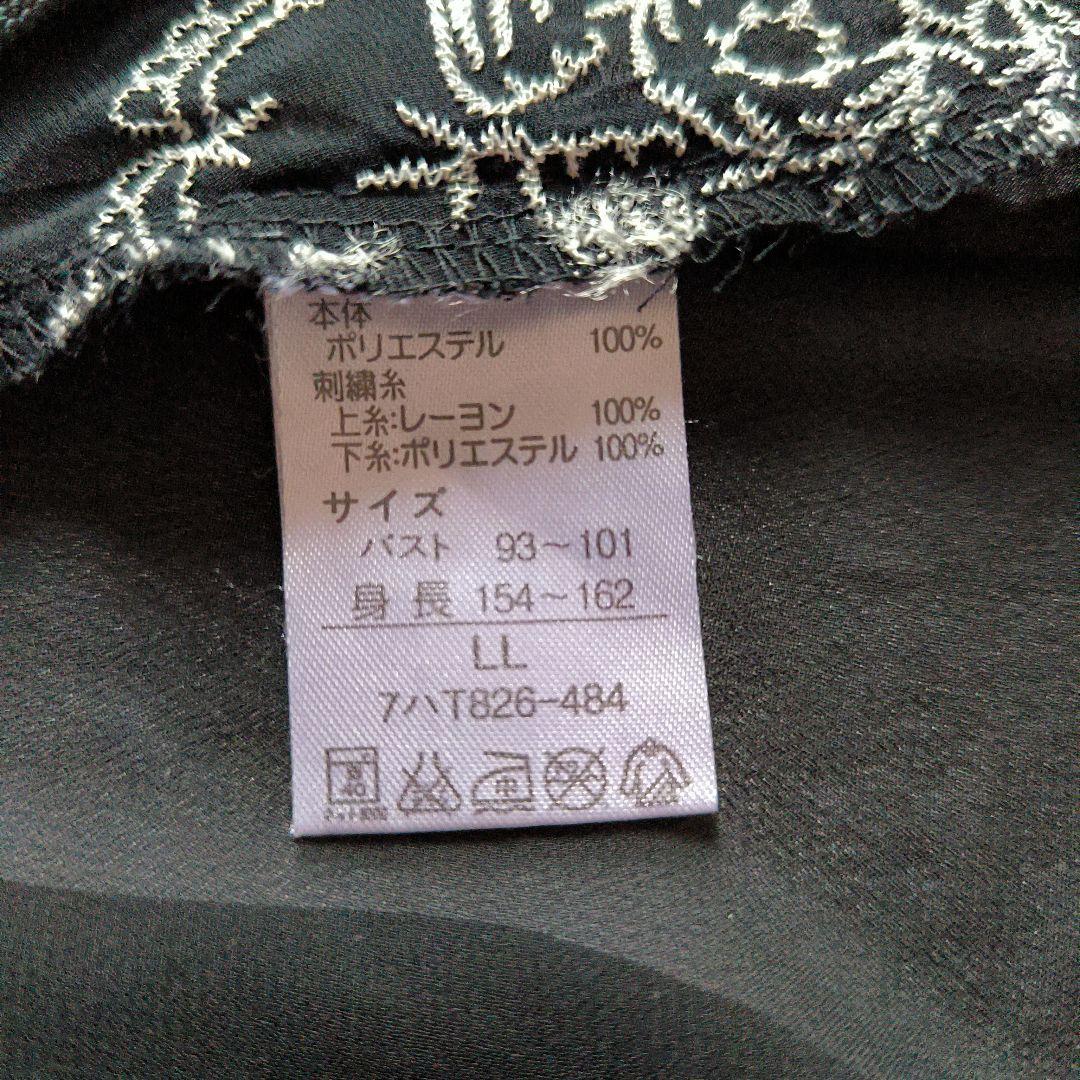 本体
ポリエステル 100%
刺繍糸
上糸:レーヨン 100%
下糸:ポリエステル 100%
サイズ
バスト 93~101
身長 154~162
LL
7ハT826-484
40
中